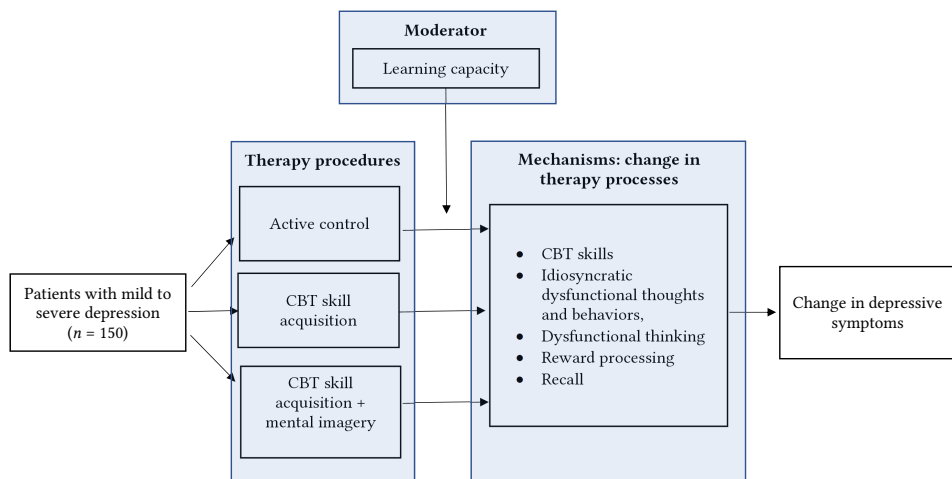 Moderator
Learning capacity
Therapy procedures
Active control
CBT skill
acquisition
CBT skill
acquisition +
mental imagery
Patients with mild to
severe depression
(n = 150)
Mechanisms: change in
therapy processes
• CBT skills
• Idiosyncratic
dysfunctional thoughts
and behaviors,
• Dysfunctional thinking
• Reward processing
• Recall
Change in depressive
symptoms